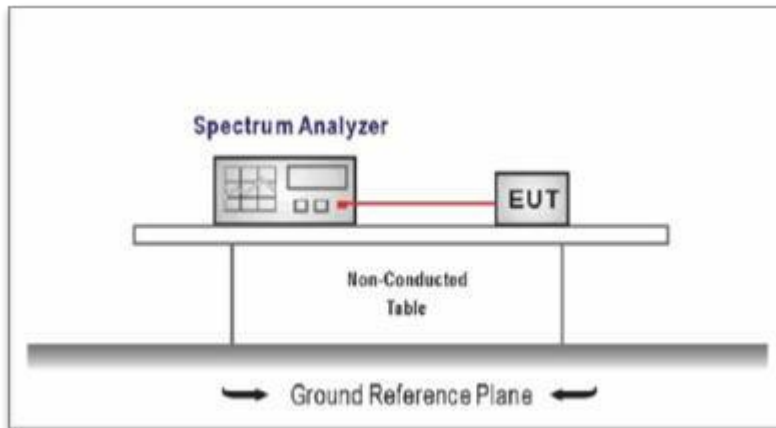 Spectrum Analyzer
EUT
Non-Conducted
Table
Ground Reference Plane